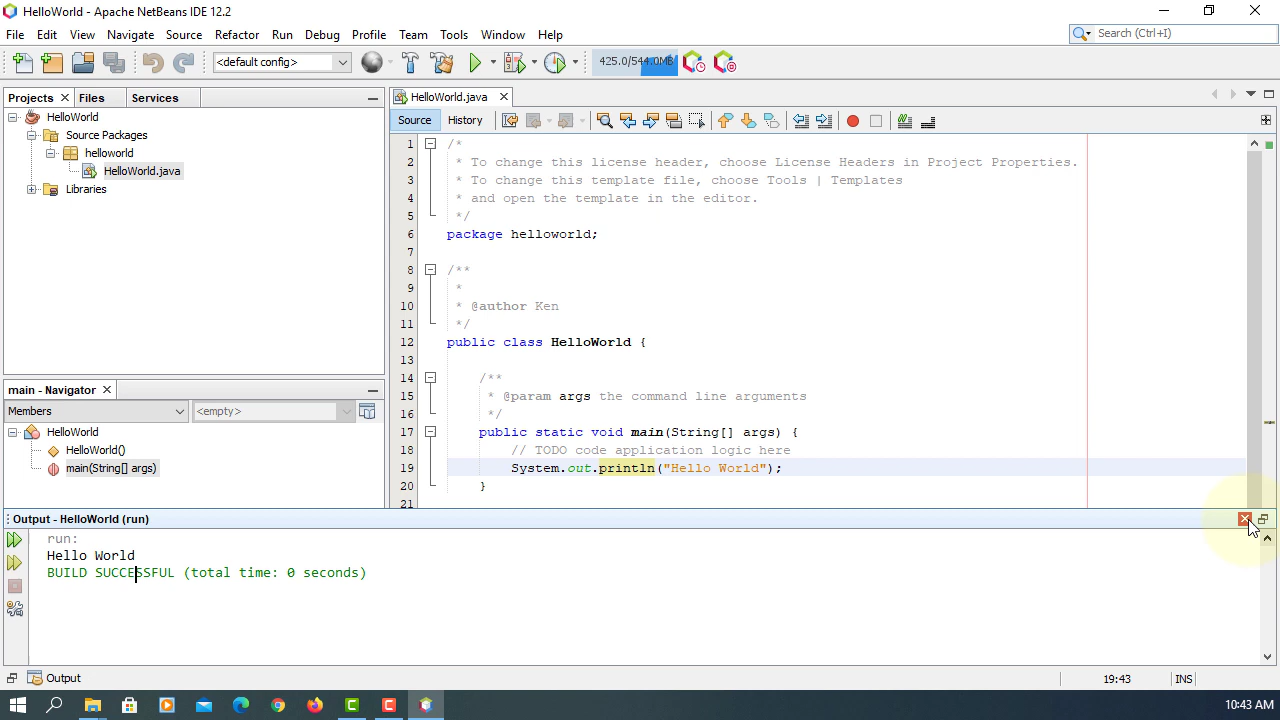 HelloWorld - Apache NetBeans IDE 12.2
File Edit View Navigate Source Refactor Run Debug Profile Team Tools Window Help
Search (Ctrl+I)
<default config>
425.0/544.0MB
Projects Files Services
HelloWorld
Source Packages
helloworld
HelloWorld.java
Libraries
main - Navigator
Members <empty>
HelloWorld
HelloWorld()
main(String[] args)
HelloWorld.java
Source History
1 /*
2 * To change this license header, choose License Headers in Project Properties.
3 * To change this template file, choose Tools | Templates
4 * and open the template in the editor.
5 */
6 package helloworld;
7
8 /**
9 *
10 * @author Ken
11 */
12 public class HelloWorld {
13
14 /**
15 * @param args the command line arguments
16 */
17 public static void main(String[] args) {
18 // TODO code application logic here
19 System.out.println("Hello World");
20 }
21
Output - HelloWorld (run)
run:
Hello World
BUILD SUCCESSFUL (total time: 0 seconds)
Output
19:43 INS
10:43 AM